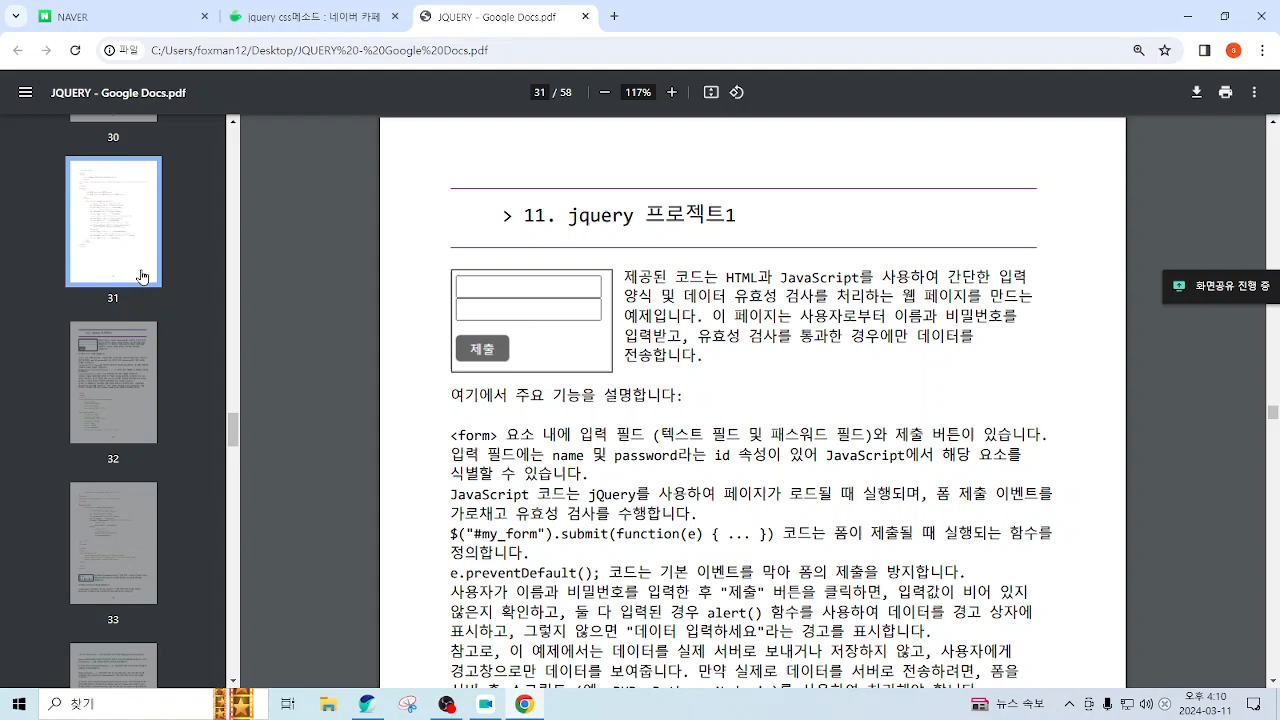 NAVER
jquery css메소드 : 네이버 카페
JQUERY - Google Docs.pdf
파일
C:/Users/foxman12/Desktop/JQUERY%20-%20Google%20Docs.pdf
JQUERY - Google Docs.pdf
31 / 58
117%
30
31
32
33
> 11. jquery 프로젝트1
제출
제공된 코드는 HTML과 JavaScript를 사용하여 간단한 입력
양식 및 데이터 유효성 검사를 처리하는 웹 페이지를 만드는
예제입니다. 이 페이지는 사용자로부터 이름과 비밀번호를
입력받고, 유효성 검사를 통과한 경우에만 데이터를
전송합니다.
여기에서 주요 기능을 설명합니다:
<form> 요소 내에 입력 필드 (텍스트 필드 및 패스워드 필드)와 제출 버튼이 있습니다.
입력 필드에는 name 및 password라는 id 속성이 있어 JavaScript에서 해당 요소를
식별할 수 있습니다.
JavaScript 코드는 jQuery를 사용하여 페이지가 로드될 때 실행되며, 폼 제출 이벤트를
가로채고 유효성 검사를 수행합니다.
$("#my_form").submit(function(e) { ... }) 코드는 폼이 제출될 때 실행되는 함수를
정의합니다.
e.preventDefault(); 코드는 기본 이벤트를 막아 폼의 제출을 방지합니다.
사용자가 이름과 비밀번호를 입력한 후 "제출" 버튼을 클릭하면, 입력값이 비어 있지
않은지 확인하고, 둘 다 입력된 경우 alert() 함수를 사용하여 데이터를 경고 상자에
표시하고, 그렇지 않으면 "데이터 입력하세요"라는 경고를 표시합니다.
참고로, 이 예제에서는 데이터를 실제 서버로 보내거나 저장하지 않고, 사용자에게
경고창으로만 데이터를 보여줍니다. 만약 실제로 데이터를 서버로 전송하려면, 폼을
화면공유 진행
찾기
뉴스 속보
오후 4:10
2024-03-11